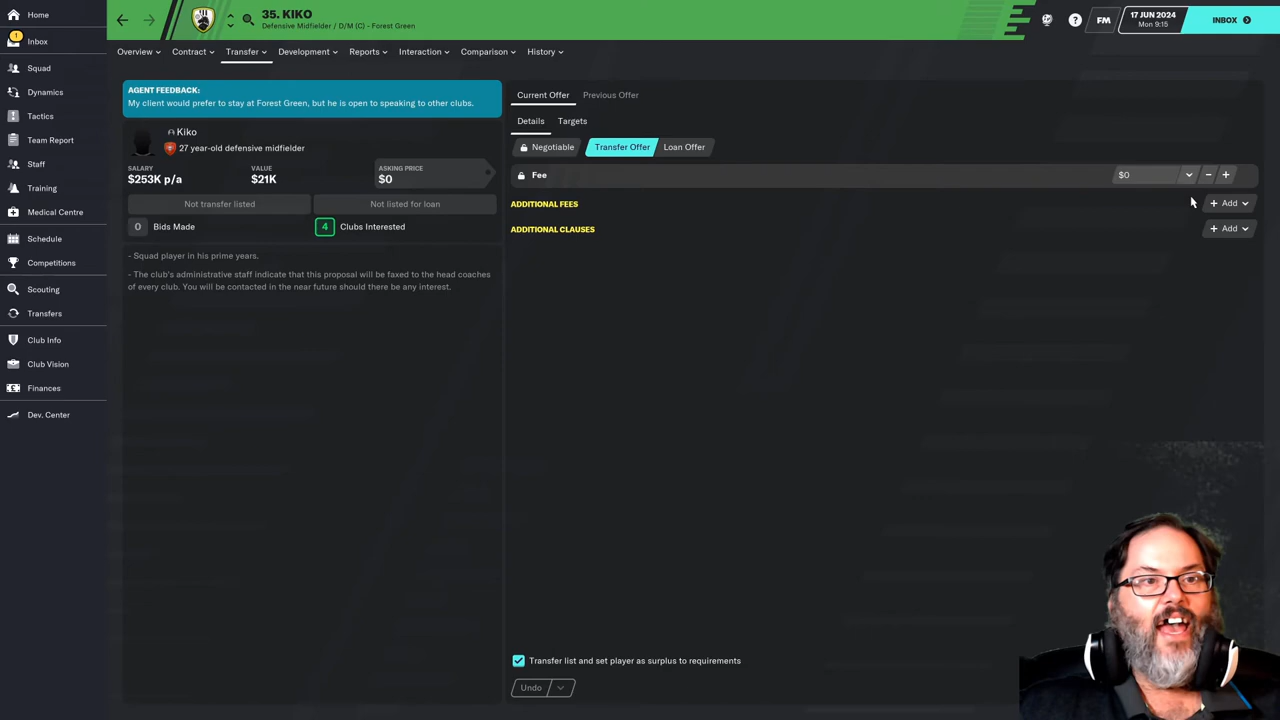 Home
Inbox
1
Squad
Dynamics
Tactics
Team Report
Staff
Training
Medical Centre
Schedule
Competitions
Scouting
Transfers
Club Info
Club Vision
Finances
Dev. Center
35. KIKO
Defensive Midfielder / D/M (C) - Forest Green
?
FM
17 JUN 2024
Mon 9:15
INBOX
Overview
Contract
Transfer
Development
Reports
Interaction
Comparison
History
AGENT FEEDBACK:
My client would prefer to stay at Forest Green, but he is open to speaking to other clubs.
Kiko
27 year-old defensive midfielder
SALARY
$253K p/a
VALUE
$21K
ASKING PRICE
$0
Not transfer listed
Not listed for loan
0 Bids Made
4 Clubs Interested
- Squad player in his prime years.
- The club's administrative staff indicate that this proposal will be faxed to the head coaches
of every club. You will be contacted in the near future should there be any interest.
Current Offer
Previous Offer
Details
Targets
Negotiable
Transfer Offer
Loan Offer
Fee
$0
ADDITIONAL FEES
+ Add
ADDITIONAL CLAUSES
+ Add
Transfer list and set player as surplus to requirements
Undo